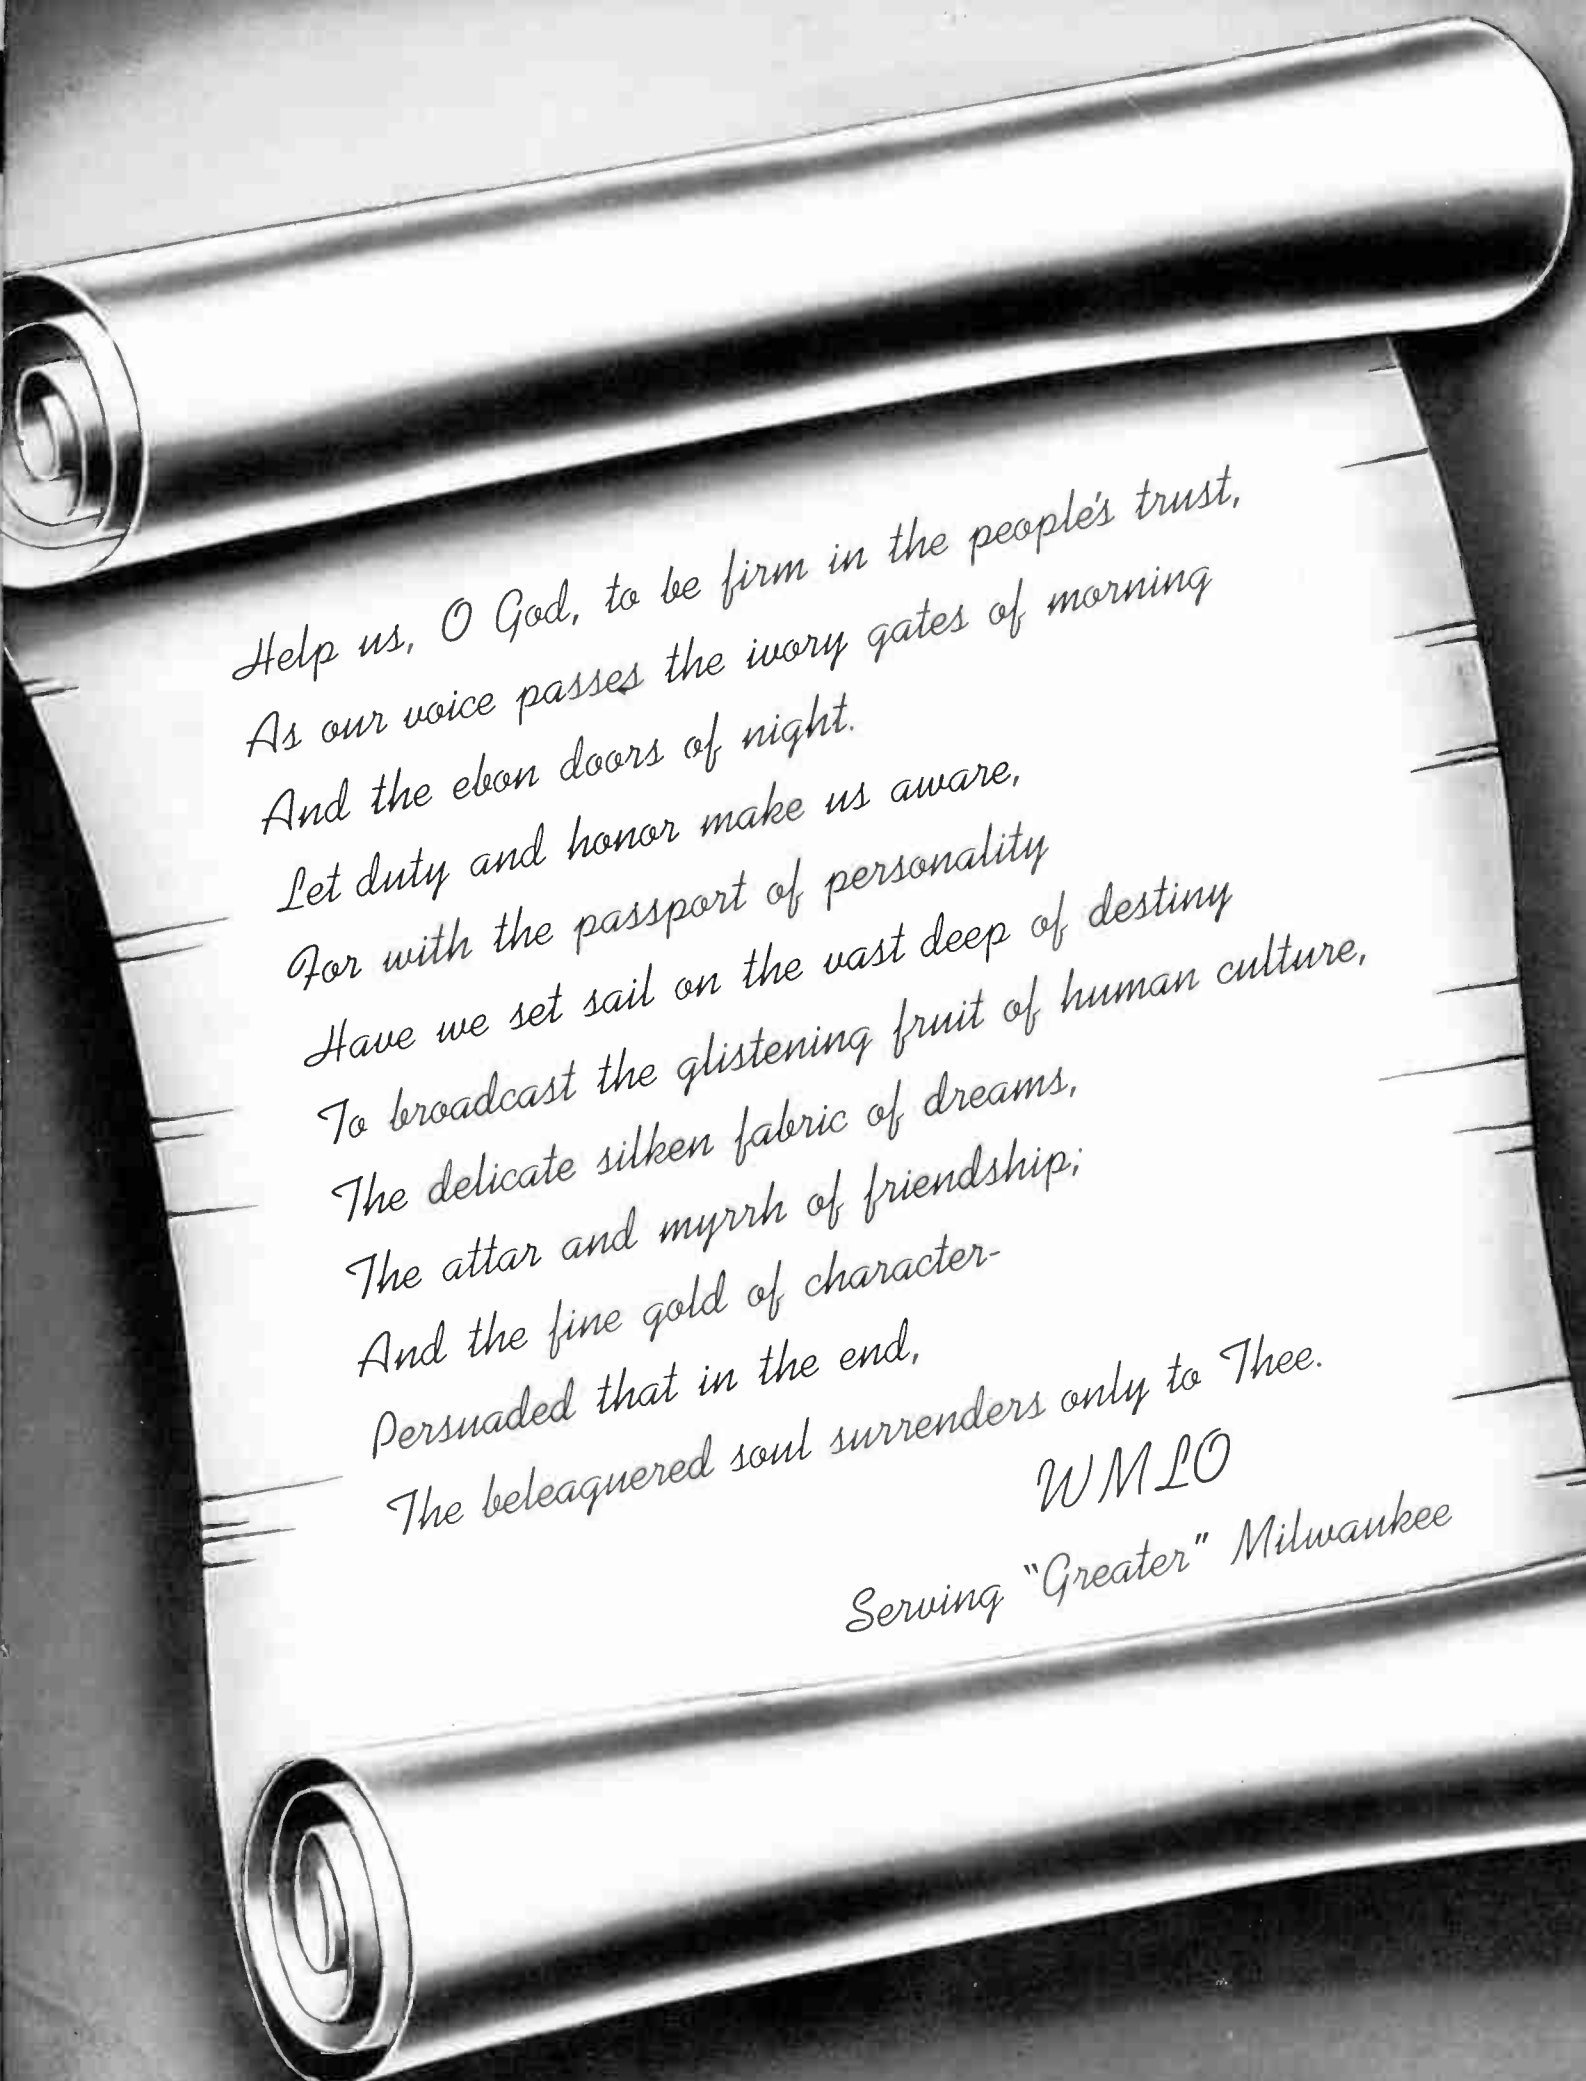 Help us, O God, to be firm in the people's trust,
As our voice passes the ivory gates of morning
And the ebon doors of night.
Let duty and honor make us aware,
For with the passport of personality
Have we set sail on the vast deep of destiny
To broadcast the glistening fruit of human culture,
The delicate silken fabric of dreams,
The attar and myrrh of friendship;
And the fine gold of character-
Persuaded that in the end,
The beleaguered soul surrenders only to Thee.
WMLO
Serving "Greater" Milwaukee